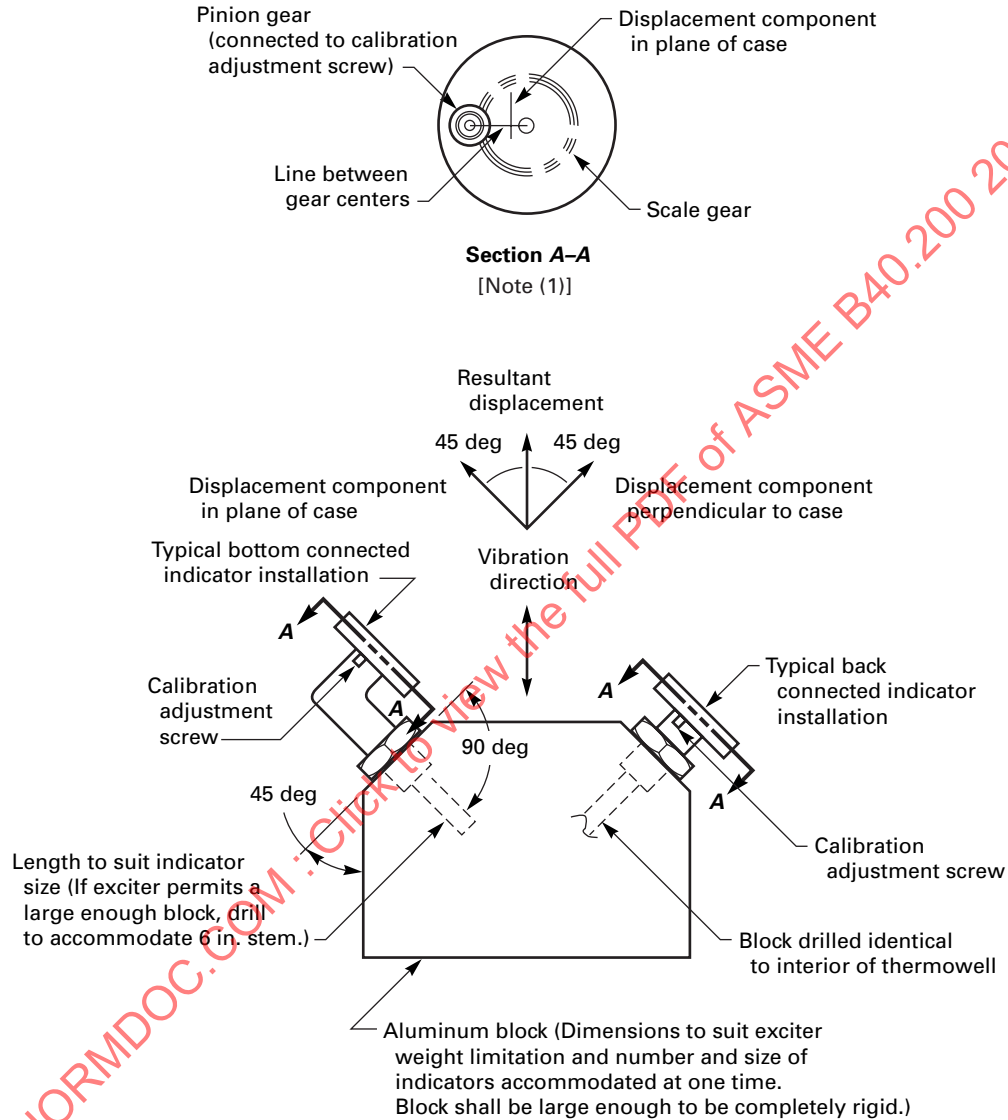 Pinion gear
(connected to calibration
adjustment screw)
Displacement component
in plane of case
Line between
gear centers
Scale gear
Section A–A
[Note (1)]
Resultant
displacement
45 deg
45 deg
Displacement component
in plane of case
Displacement component
perpendicular to case
Typical bottom connected
indicator installation
Vibration
direction
A
A
Calibration
adjustment
screw
A
A
Typical back
connected indicator
installation
90 deg
45 deg
Calibration
adjustment screw
Length to suit indicator
size (If exciter permits a
large enough block, drill
to accommodate 6 in. stem.)
Block drilled identical
to interior of thermowell
Aluminum block (Dimensions to suit exciter
weight limitation and number and size of
indicators accommodated at one time.
Block shall be large enough to be completely rigid.)
NORMDOC.COM : Click to view the full PDF of ASME B40.200 20